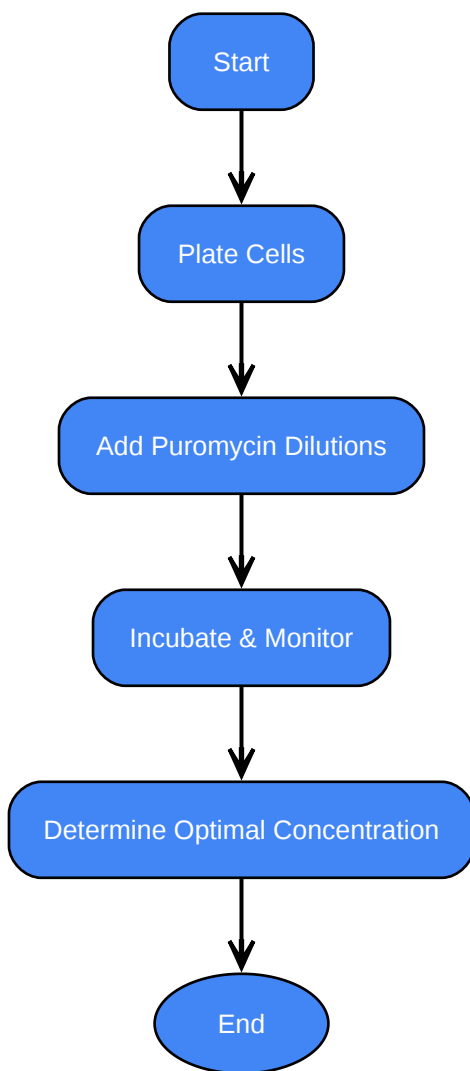 Start
Plate Cells
Add Puromycin Dilutions
Incubate & Monitor
Determine Optimal Concentration
End